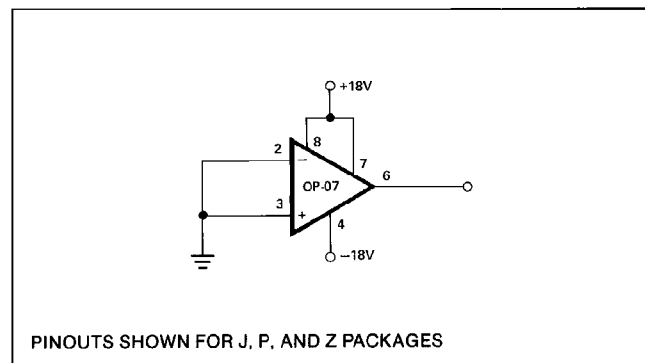 +18V
8
2
−
7
OP-07
6
3
+
4
−18V
PINOUTS SHOWN FOR J, P, AND Z PACKAGES